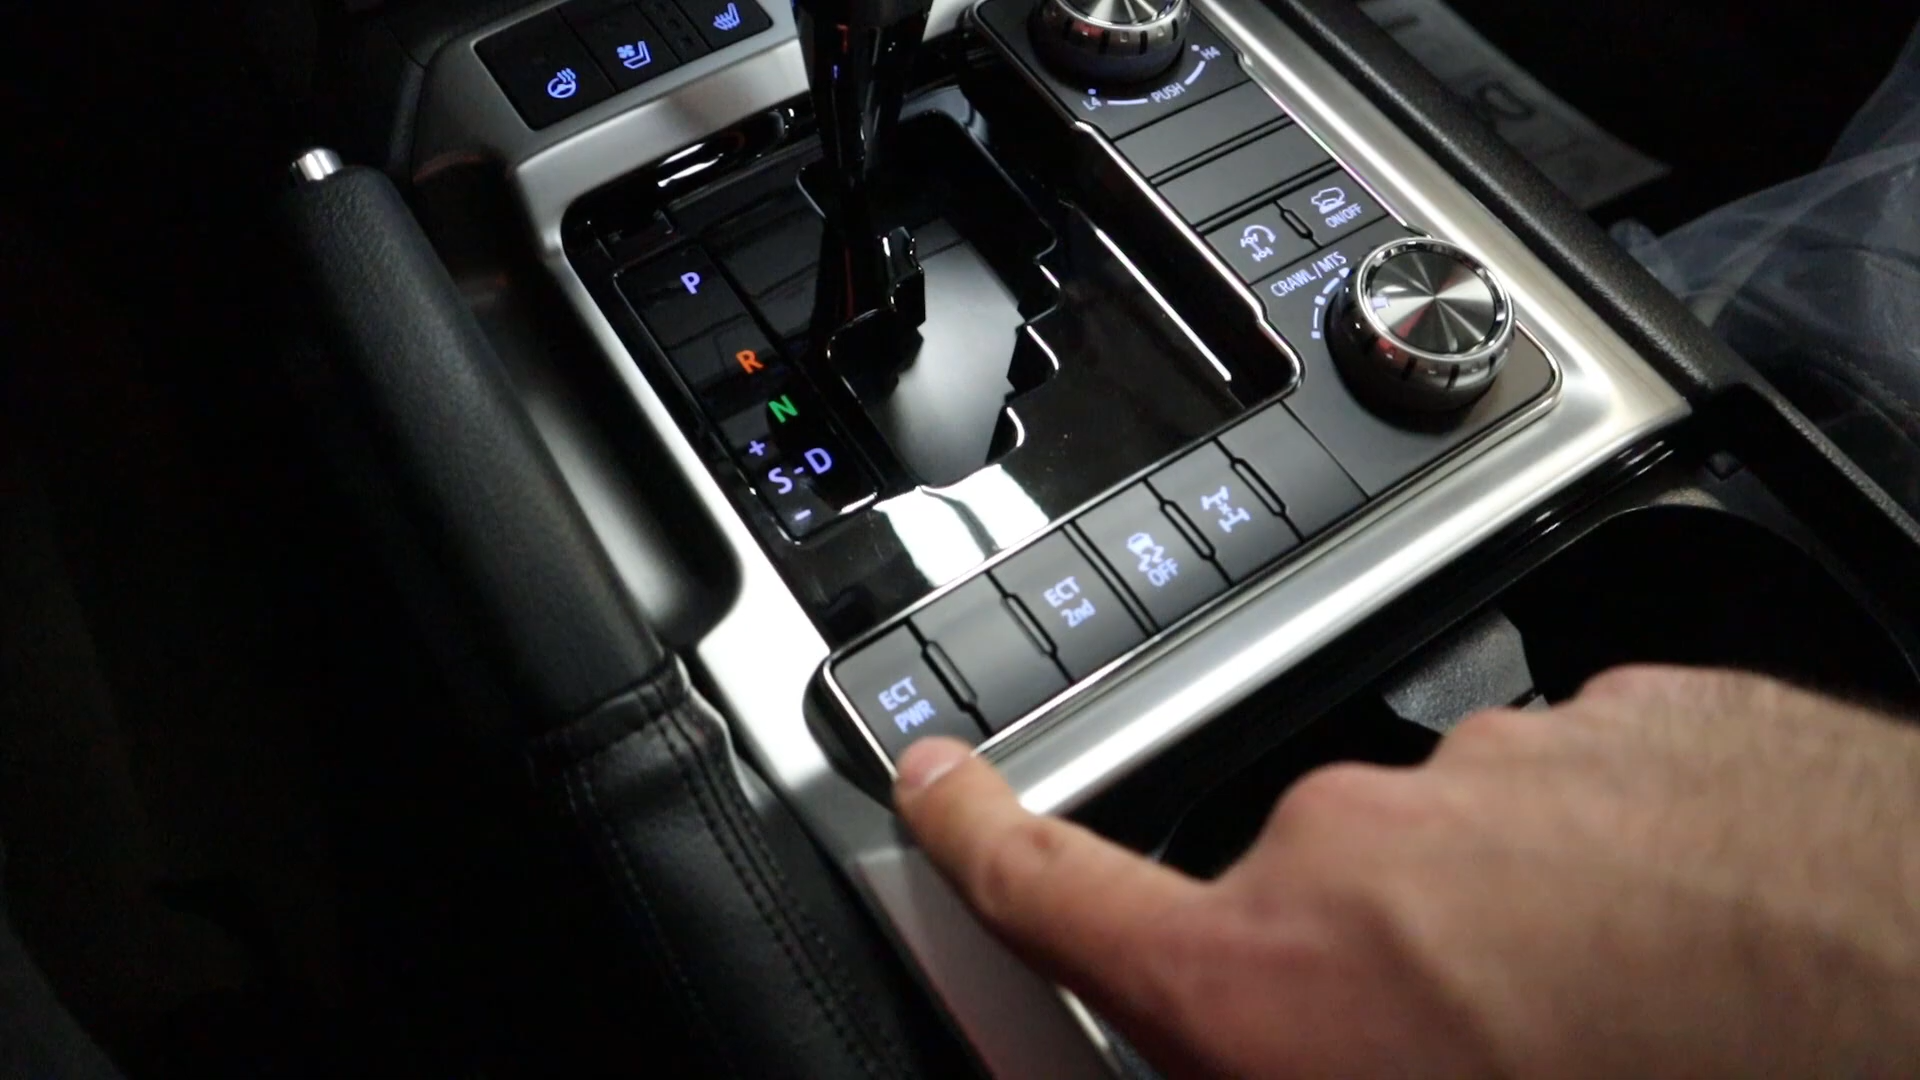 H4
PUSH
L4
ON/OFF
CRAWL / MTS
P
R
N
+
S-D
-
OFF
ECT
2nd
ECT
PWR